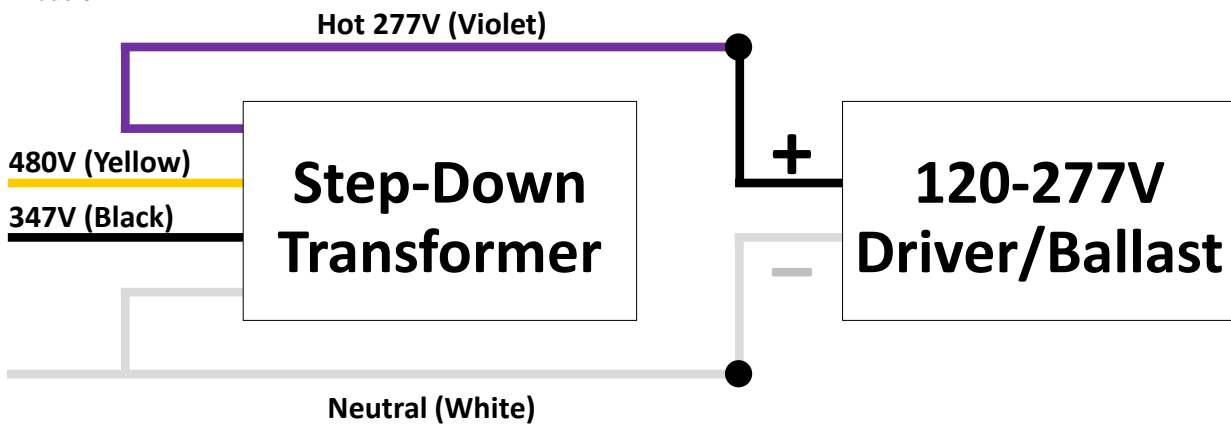 Hot 277V (Violet)
480V (Yellow)
347V (Black)
Step-Down
Transformer
+
120-277V
Driver/Ballast
–
Neutral (White)